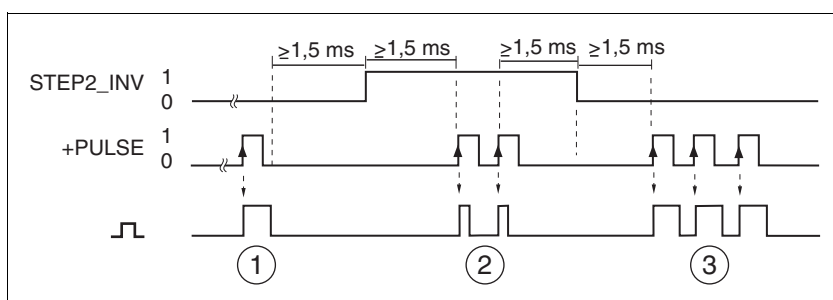 ≥1,5 ms ≥1,5 ms ≥1,5 ms ≥1,5 ms
STEP2_INV 1
0
+PULSE 1
0
1 2 3